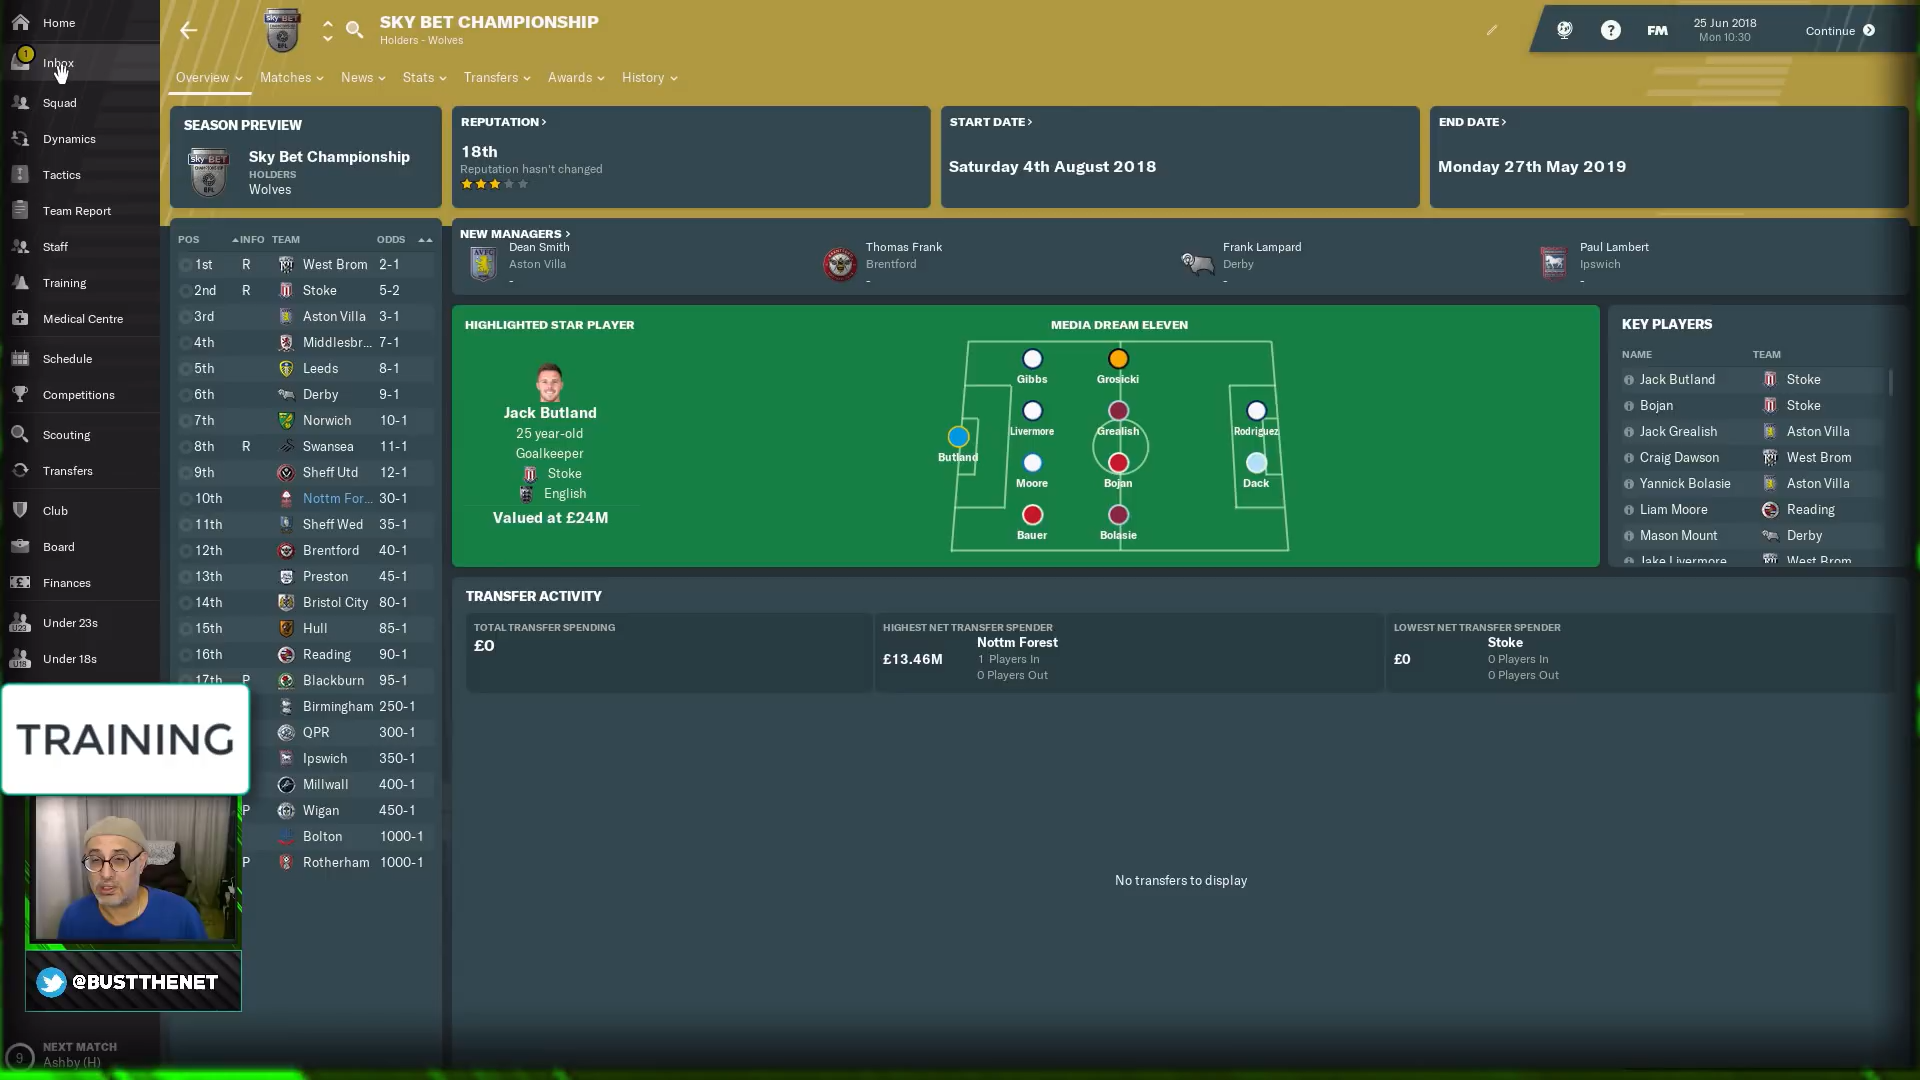 Home
1
Inbox
Squad
Dynamics
Tactics
Team Report
Staff
Training
Medical Centre
Schedule
Competitions
Scouting
Transfers
Club
Board
Finances
Under 23s
Under 18s
TRAINING
@BUSTTHENET
NEXT MATCH
9
Ashby (H)
SKY BET CHAMPIONSHIP
Holders - Wolves
FM
25 Jun 2018
Mon 10:30
Continue
Overview
Matches
News
Stats
Transfers
Awards
History
SEASON PREVIEW
Sky Bet Championship
HOLDERS
Wolves
REPUTATION
18th
Reputation hasn't changed
START DATE
Saturday 4th August 2018
END DATE
Monday 27th May 2019
POS INFO TEAM ODDS
1st R West Brom 2-1
2nd R Stoke 5-2
3rd Aston Villa 3-1
4th Middlesbr... 7-1
5th Leeds 8-1
6th Derby 9-1
7th Norwich 10-1
8th R Swansea 11-1
9th Sheff Utd 12-1
10th Nottm For... 30-1
11th Sheff Wed 35-1
12th Brentford 40-1
13th Preston 45-1
14th Bristol City 80-1
15th Hull 85-1
16th Reading 90-1
17th P Blackburn 95-1
Birmingham 250-1
QPR 300-1
Ipswich 350-1
Millwall 400-1
P Wigan 450-1
Bolton 1000-1
P Rotherham 1000-1
NEW MANAGERS
Dean Smith
Aston Villa
-
Thomas Frank
Brentford
-
Frank Lampard
Derby
-
Paul Lambert
Ipswich
-
HIGHLIGHTED STAR PLAYER
Jack Butland
25 year-old
Goalkeeper
Stoke
English
Valued at £24M
MEDIA DREAM ELEVEN
Gibbs
Grosicki
Livermore
Grealish
Rodriguez
Butland
Moore
Bojan
Dack
Bauer
Bolasie
KEY PLAYERS
NAME TEAM
Jack Butland Stoke
Bojan Stoke
Jack Grealish Aston Villa
Craig Dawson West Brom
Yannick Bolasie Aston Villa
Liam Moore Reading
Mason Mount Derby
Jake Livermore West Brom
TRANSFER ACTIVITY
TOTAL TRANSFER SPENDING
£0
HIGHEST NET TRANSFER SPENDER
£13.46M
Nottm Forest
1 Players In
0 Players Out
LOWEST NET TRANSFER SPENDER
£0
Stoke
0 Players In
0 Players Out
No transfers to display